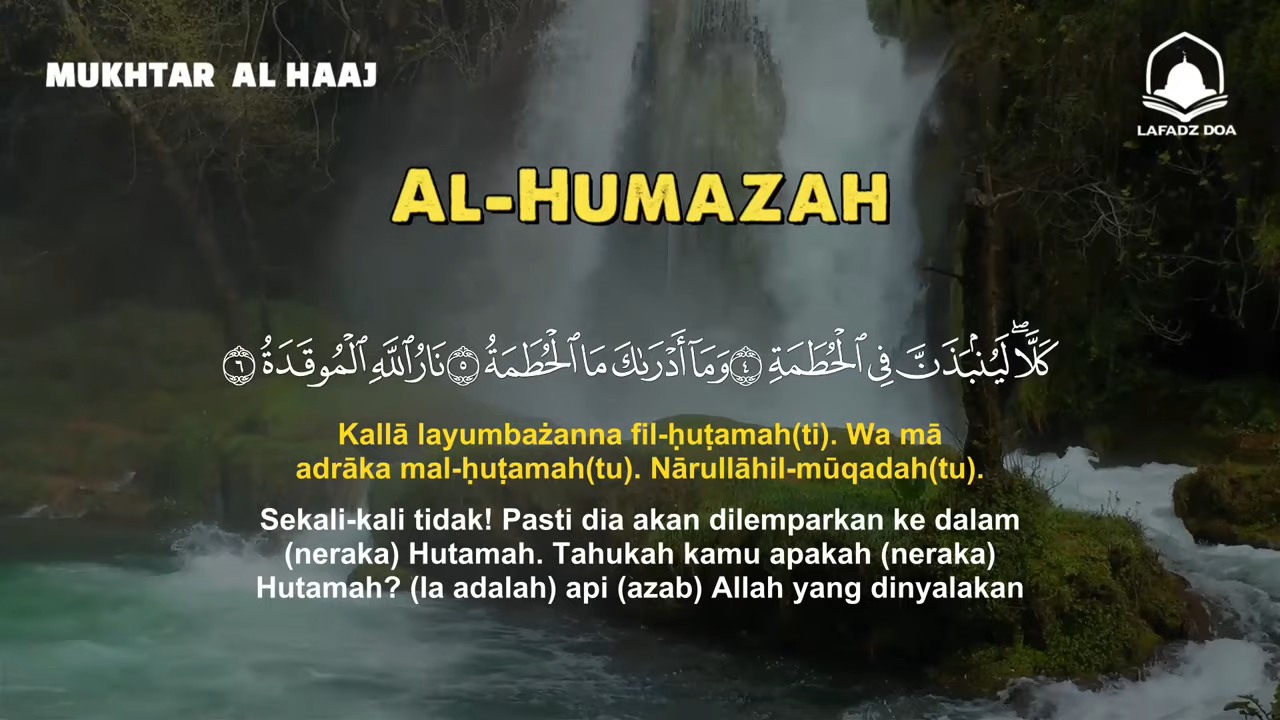 MUKHTAR AL HAAJ
LAFADZ DOA
AL-HUMAZAH
كَلَّا ۖ لَيُنۢبَذَنَّ فِى ٱلْحُطَمَةِ ٤ وَمَآ أَدْرَىٰكَ مَا ٱلْحُطَمَةُ ٥ نَارُ ٱللَّهِ ٱلْمُوقَدَةُ ٦
Kallā layumbażanna fil-ḥuṭamah(ti). Wa mā
adrāka mal-ḥuṭamah(tu). Nārullāhil-mūqadah(tu).
Sekali-kali tidak! Pasti dia akan dilemparkan ke dalam
(neraka) Hutamah. Tahukah kamu apakah (neraka)
Hutamah? (Ia adalah) api (azab) Allah yang dinyalakan